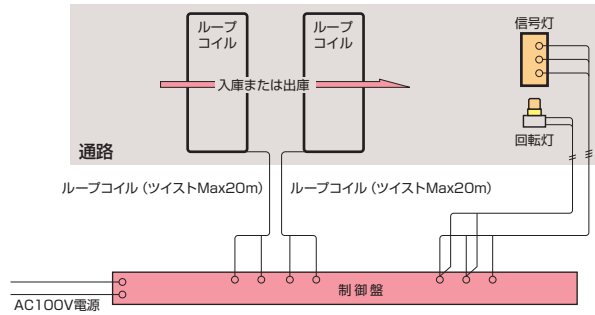 ループ
コイル
ループ
コイル
信号灯
入庫または出庫
回転灯
通路
ループコイル（ツイストMax20m）
ループコイル（ツイストMax20m）
制御盤
AC100V電源